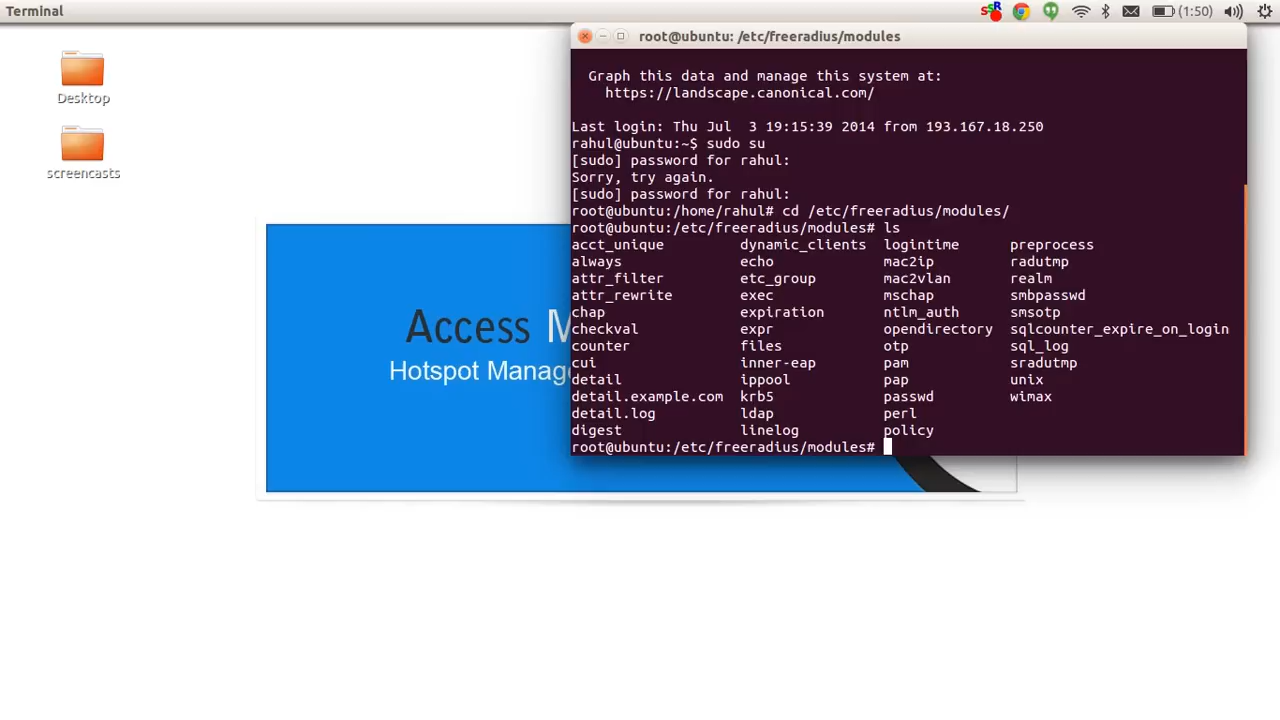 Terminal
(1:50)
Desktop
screencasts
Access M
Hotspot Manag
root@ubuntu: /etc/freeradius/modules
Graph this data and manage this system at:
https://landscape.canonical.com/
Last login: Thu Jul  3 19:15:39 2014 from 193.167.18.250
rahul@ubuntu:~$ sudo su
[sudo] password for rahul:
Sorry, try again.
[sudo] password for rahul:
root@ubuntu:/home/rahul# cd /etc/freeradius/modules/
root@ubuntu:/etc/freeradius/modules# ls
acct_unique dynamic_clients logintime preprocess
always echo mac2ip radutmp
attr_filter etc_group mac2vlan realm
attr_rewrite exec mschap smbpasswd
chap expiration ntlm_auth smsotp
checkval expr opendirectory sqlcounter_expire_on_login
counter files otp sql_log
cui inner-eap pam sradutmp
detail ippool pap unix
detail.example.com krb5 passwd wimax
detail.log ldap perl
digest linelog policy
root@ubuntu:/etc/freeradius/modules#